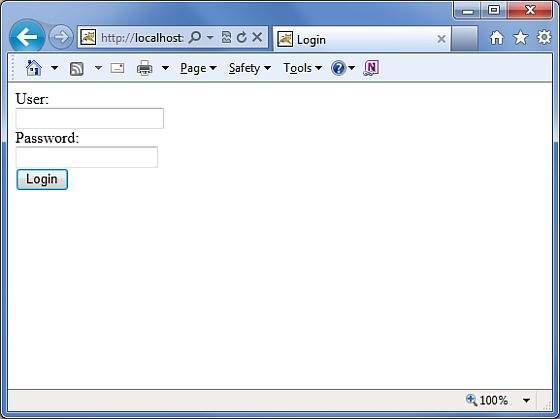 http://localhost: Login
Page Safety Tools
User:
Password:
Login
100%